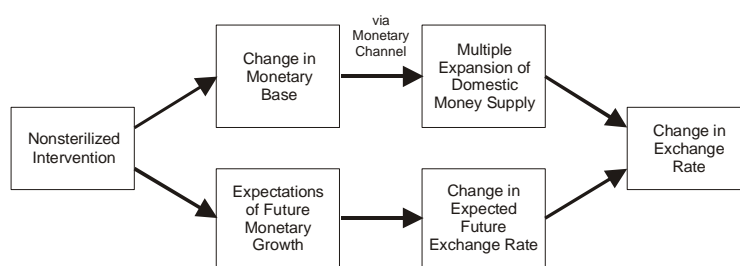 Nonsterilized
Intervention
Change in
Monetary
Base
via
Monetary
Channel
Multiple
Expansion of
Domestic
Money Supply
Expectations
of Future
Monetary
Growth
Change in
Expected
Future
Exchange Rate
Change in
Exchange
Rate